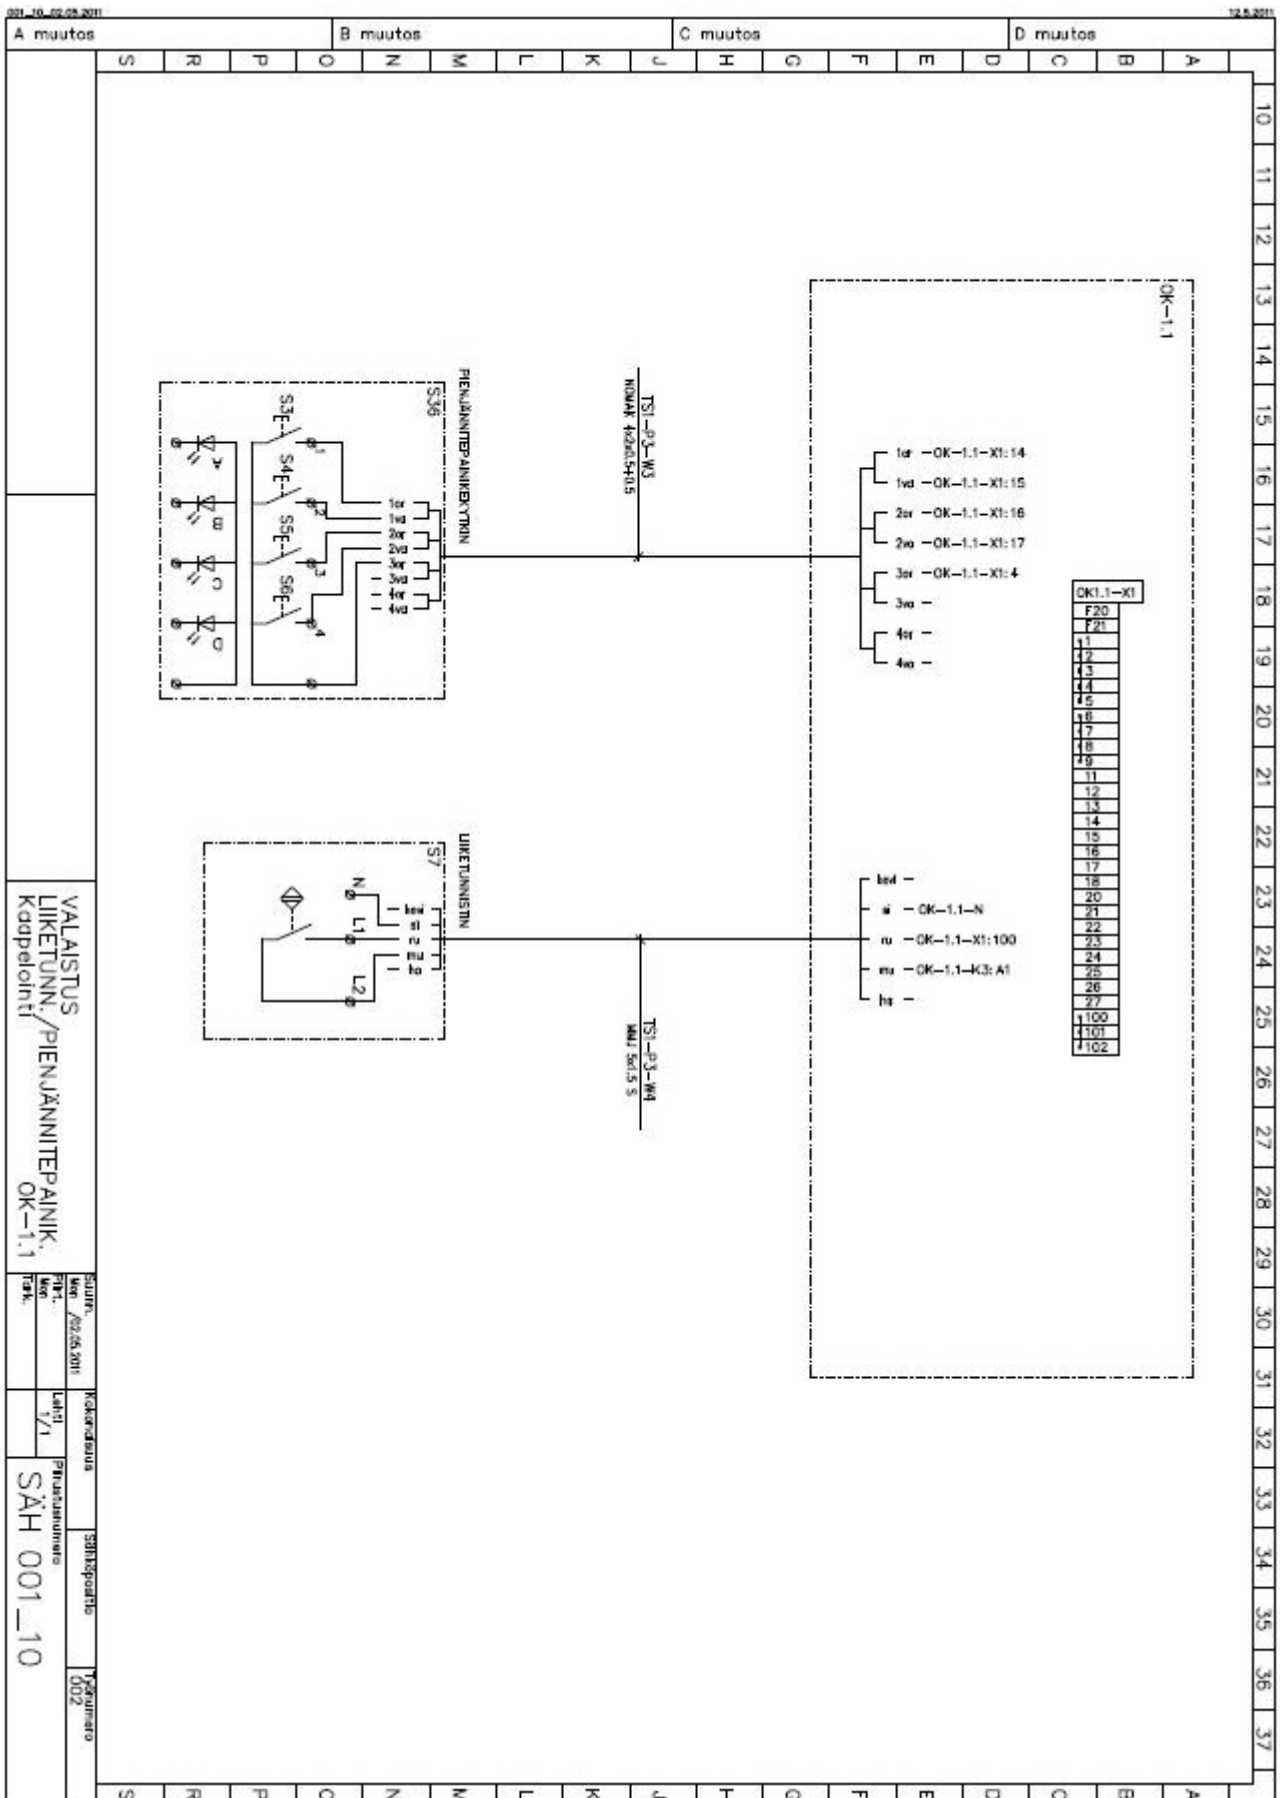 001_10_02.05.2011
12.5.2011
A muutos
B muutos
C muutos
D muutos
S R P O N M L K J H G F E D C B A
10
11
12
13
14
15
16
17
18
19
20
21
22
23
24
25
26
27
28
29
30
31
32
33
34
35
36
37
OK-1.1
1or -OK-1.1-X1:14
1va -OK-1.1-X1:15
2or -OK-1.1-X1:16
2va -OK-1.1-X1:17
3or -OK-1.1-X1:4
3va -
4or -
4va -
OK1.1-X1
F20
F21
1
2
3
4
5
6
7
8
9
11
12
13
14
15
16
17
18
20
21
22
23
24
25
26
27
100
101
102
kevi -
si - OK-1.1-N
ru -OK-1.1-X1:100
mu -OK-1.1-K3:A1
ha -
TS1-P3-W3
NOMAK 4x2x0.5+0.5
TS1-P3-W4
MMJ 5x1.5 S
PIENJÄNNITEPAINIKEKYTKIN
S36
S3
S4
S5
S6
1
2
3
4
A
B
C
D
1or
1va
2or
2va
3or
3va
4or
4va
LIIKETUNNISTIN
S7
N
L1
L2
kevi
si
ru
mu
ha
VALAISTUS
LIIKETUNN./PIENJÄNNITEPAINIK.
Kaapelointi OK-1.1
Suunn.
Mon /02.05.2011
Piirt.
Mon
Tark.
Kokonaisuus
Sähköpositio
Työnumero
002
Lehti
1/1
Piirustusnumero
SÄH 001_10
S R P O N M L K J H G F E D C B A